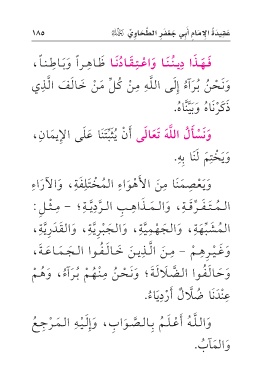 عقيدة الإمام أبي جعفر الطحاوي ١٨٥
فَهَذَا دِينُنَا وَاعْتِقَادُنَا ظَاهِراً وَبَاطِناً،
وَنَحْنُ بُرَآءُ إِلَى اللَّهِ مِنْ كُلِّ مَنْ خَالَفَ الَّذِي
ذَكَرْنَاهُ وَبَيَّنَّاهُ.
وَنَسْأَلُ اللَّهَ تَعَالَى أَنْ يُثَبِّتَنَا عَلَى الإِيمَانِ،
وَيَخْتِمَ لَنَا بِهِ.
وَيَعْصِمَنَا مِنَ الأَهْوَاءِ المُخْتَلِفَةِ، وَالآرَاءِ
المُتَفَرِّقَةِ، وَالمَذَاهِبِ الرَّدِيَّةِ؛ - مِثْلِ:
المُشَبِّهَةِ، وَالجَهْمِيَّةِ، وَالجَبْرِيَّةِ، وَالقَدَرِيَّةِ،
وَغَيْرِهِمْ - مِنَ الَّذِينَ خَالَفُوا الجَمَاعَةَ،
وَحَالَفُوا الضَّلَالَةَ؛ وَنَحْنُ مِنْهُمْ بُرَآءُ، وَهُمْ
عِنْدَنَا ضُلَّالٌ أَرْدِيَاءُ.
وَاللَّهُ أَعْلَمُ بِالصَّوَابِ، وَإِلَيْهِ المَرْجِعُ
وَالمَآبُ.